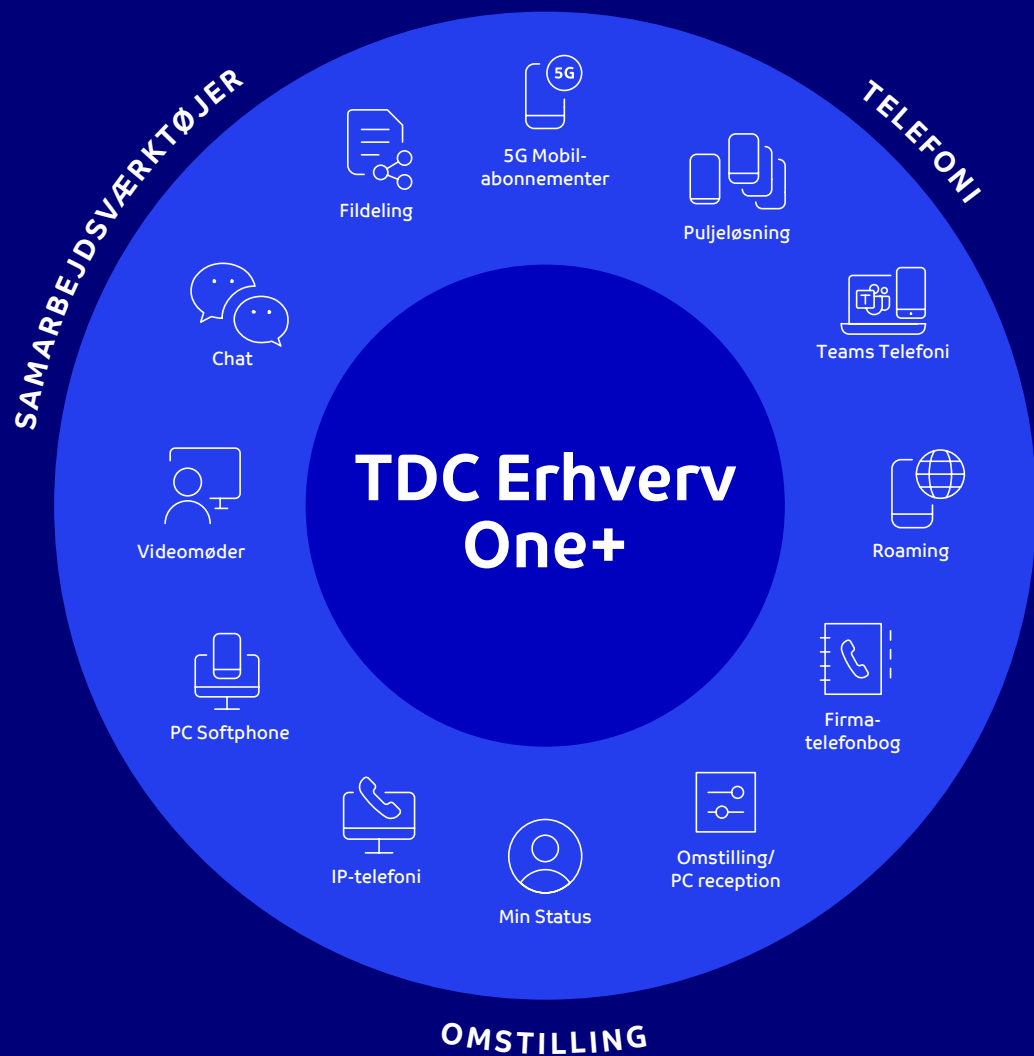 SAMARBEJDSVÆRKTØJER
TELEFONI
5G
5G Mobil-
abonnementer
Fildeling
Puljeløsning
T
Teams Telefoni
Chat
TDC Erhverv
One+
Videomøder
Roaming
Firma-
telefonbog
PC Softphone
Omstilling/
PC reception
IP-telefoni
Min Status
OMSTILLING